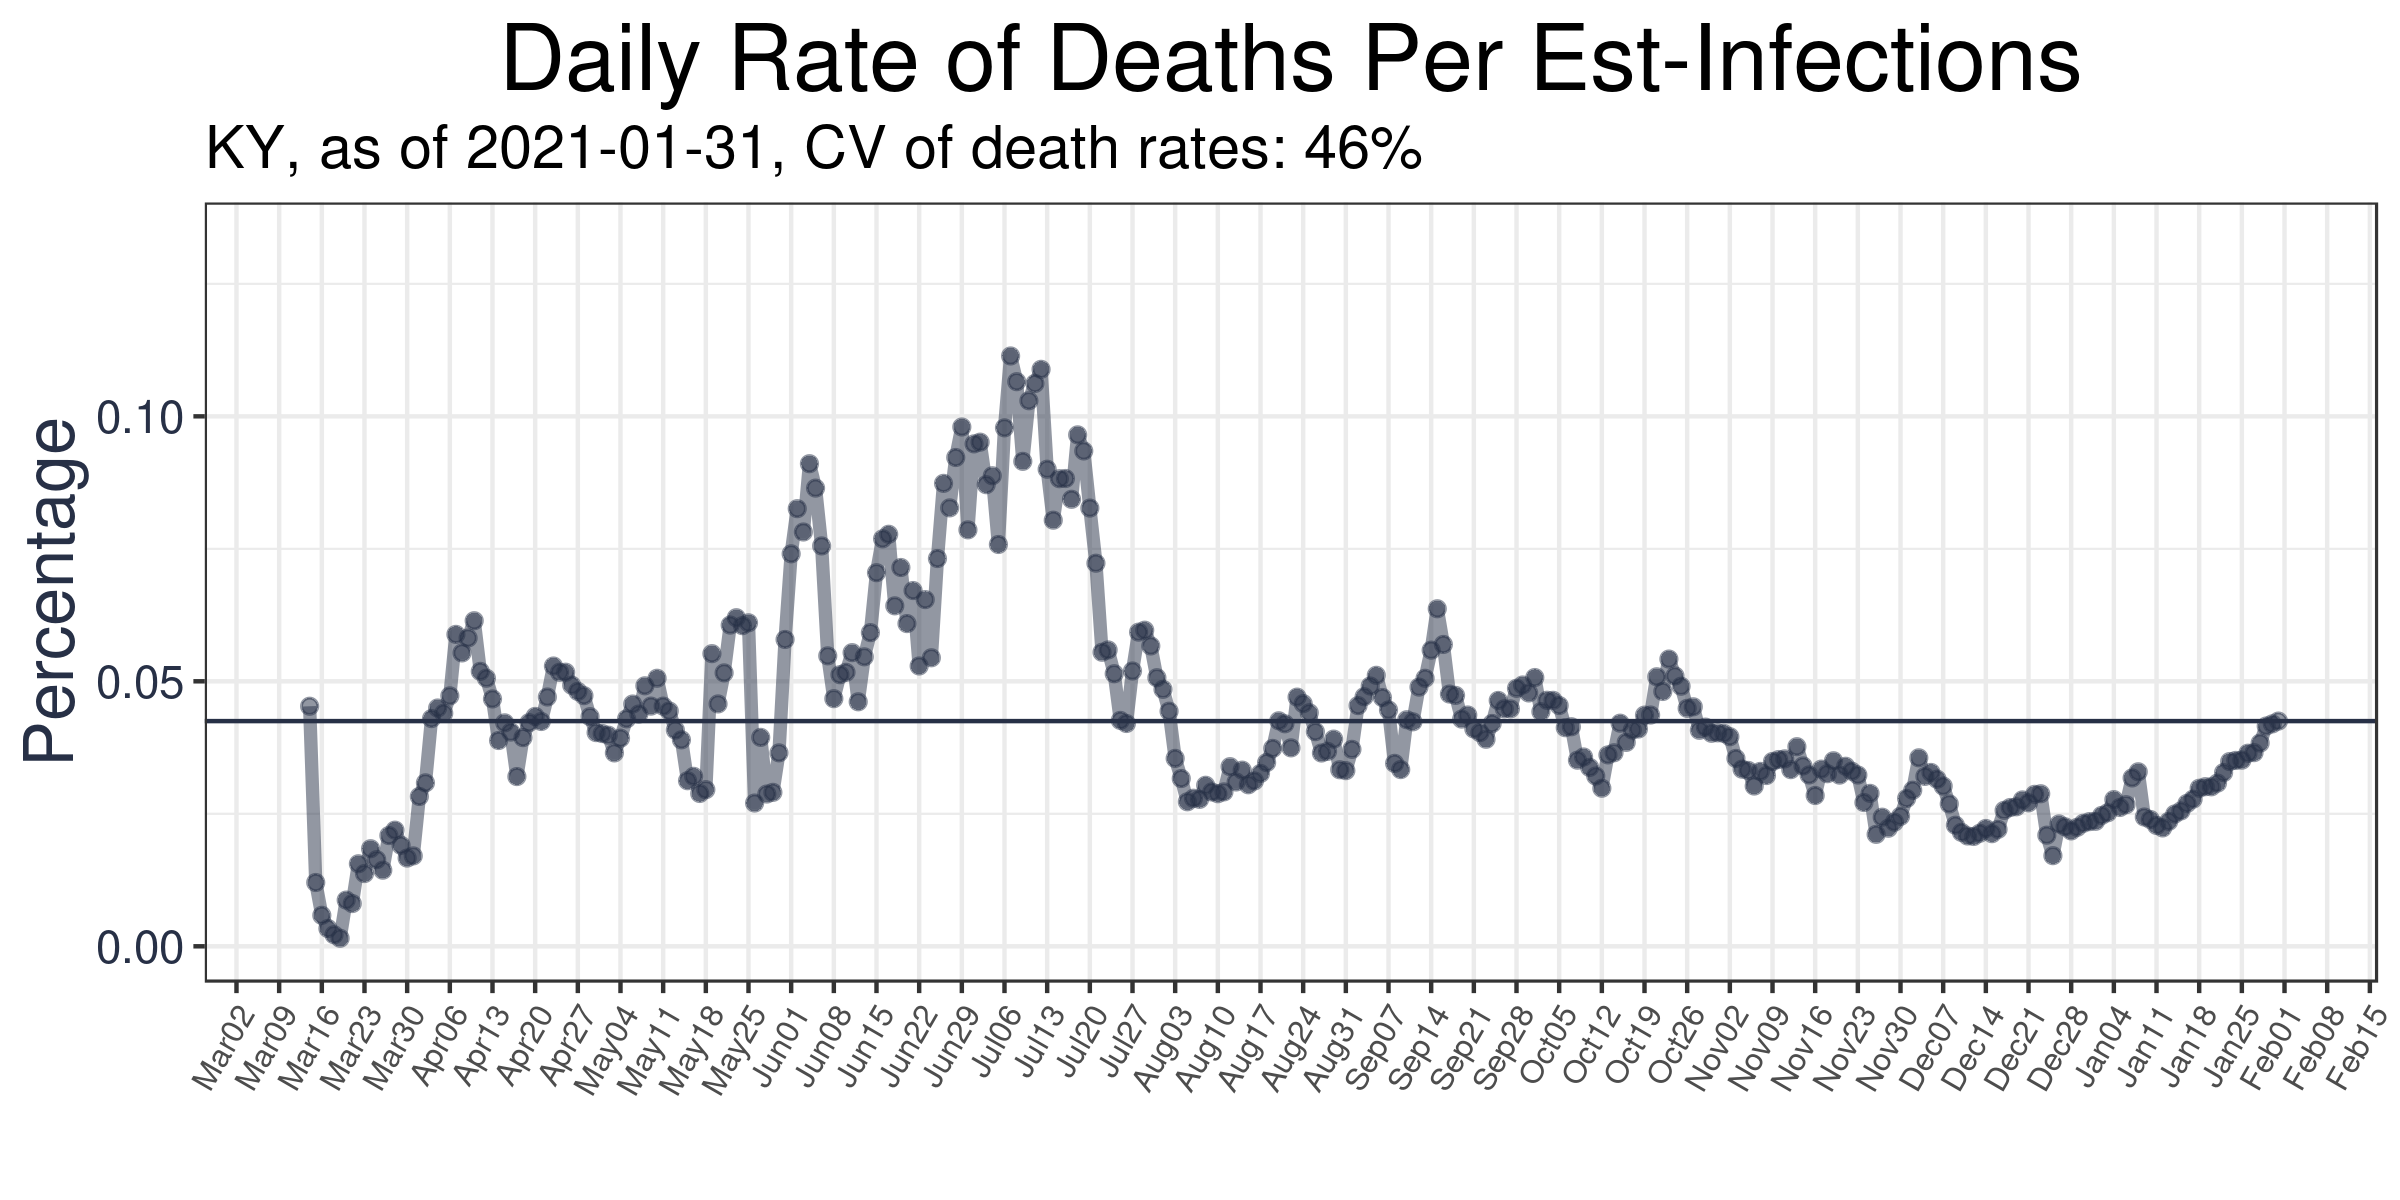 Daily Rate of Deaths Per Est-Infections
KY, as of 2021-01-31, CV of death rates: 46%
Percentage
0.10
0.05
0.00
Mar02
Mar09
Mar16
Mar23
Mar30
Apr06
Apr13
Apr20
Apr27
May04
May11
May18
May25
Jun01
Jun08
Jun15
Jun22
Jun29
Jul06
Jul13
Jul20
Jul27
Aug03
Aug10
Aug17
Aug24
Aug31
Sep07
Sep14
Sep21
Sep28
Oct05
Oct12
Oct19
Oct26
Nov02
Nov09
Nov16
Nov23
Nov30
Dec07
Dec14
Dec21
Dec28
Jan04
Jan11
Jan18
Jan25
Feb01
Feb08
Feb15